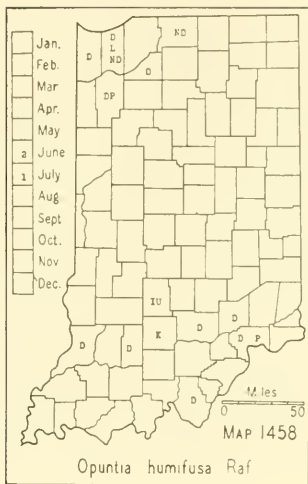 Jan.
Feb.
Mar
Apr.
May
2 June
1 July
Aug
Sept
Oct.
Nov
Dec.
D
D
L
ND
ND
D
DP
IU
K
D
D
D P
D
D
D
Miles
0 50
MAP 1458
Opuntia humifusa Raf